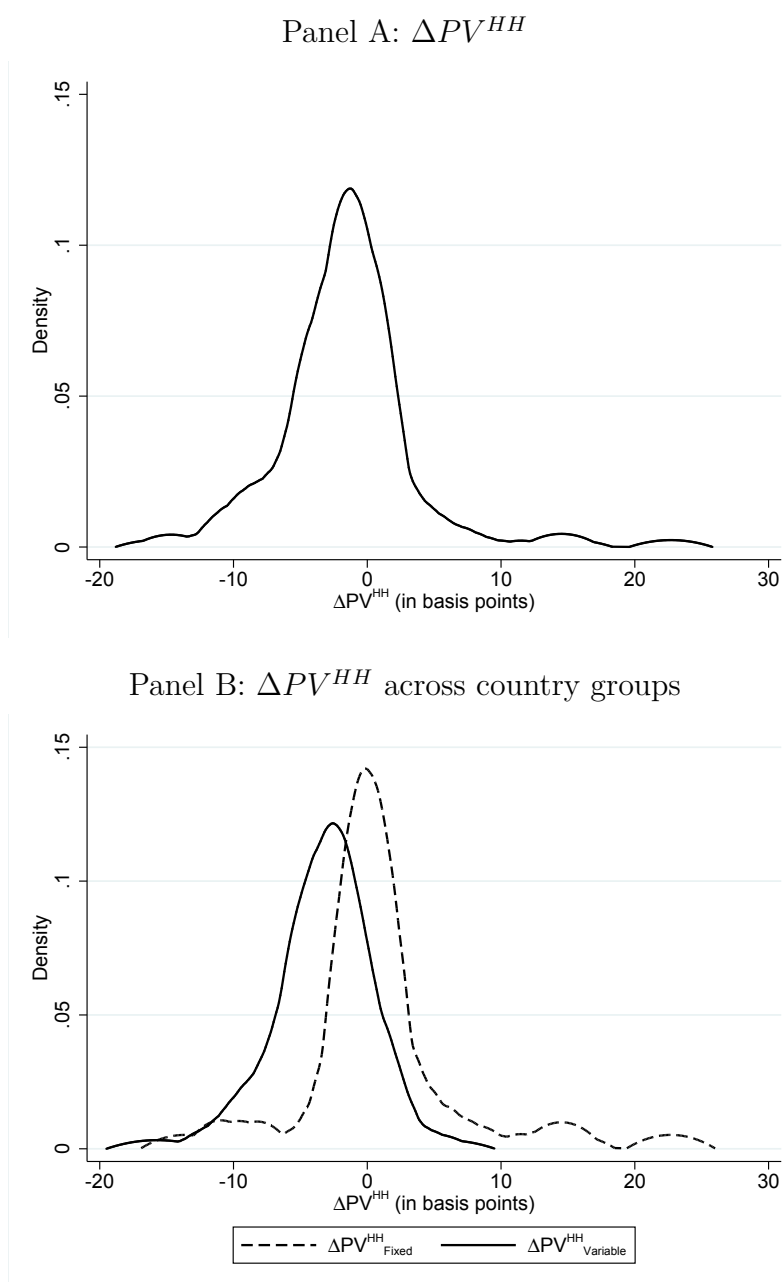 Panel A: ΔPV^HH
.15
.1
.05
0
Density
-20 -10 0 10 20 30
ΔPV^HH (in basis points)
Panel B: ΔPV^HH across country groups
.15
.1
.05
0
Density
-20 -10 0 10 20 30
ΔPV^HH (in basis points)
ΔPV^HH_Fixed ΔPV^HH_Variable